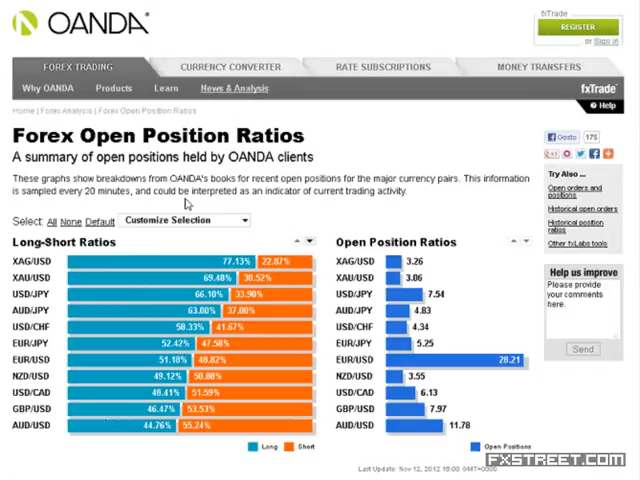 OANDA
fxTrade
REGISTER
or Sign in
FOREX TRADING
CURRENCY CONVERTER
RATE SUBSCRIPTIONS
MONEY TRANSFERS
Why OANDA
Products
Learn
News & Analysis
fxTrade
Help
Home | Forex Analysis | Forex Open Position Ratios
Forex Open Position Ratios
A summary of open positions held by OANDA clients
These graphs show breakdowns from OANDA's books for recent open positions for the major currency pairs. This information
is sampled every 20 minutes, and could be interpreted as an indicator of current trading activity.
Select: All None Default Customize Selection
Long-Short Ratios
XAG/USD 77.13% 22.87%
XAU/USD 69.48% 30.52%
USD/JPY 66.10% 33.90%
AUD/JPY 63.00% 37.00%
USD/CHF 58.33% 41.67%
EUR/JPY 52.42% 47.58%
EUR/USD 51.18% 48.82%
NZD/USD 49.12% 50.88%
USD/CAD 48.41% 51.59%
GBP/USD 46.47% 53.53%
AUD/USD 44.76% 55.24%
Long Short
Open Position Ratios
XAG/USD 3.26
XAU/USD 3.06
USD/JPY 7.54
AUD/JPY 4.83
USD/CHF 4.34
EUR/JPY 5.25
EUR/USD 28.21
NZD/USD 3.55
USD/CAD 6.13
GBP/USD 7.97
AUD/USD 11.78
Open Positions
Last Update: Nov 12, 2012 16:00 GMT+0000
175
Try Also ...
Open orders and
positions
Historical open orders
Historical position
ratios
Other fxLabs tools
Help us improve
Please provide
your comments
here.
Send
FXSTREET.COM